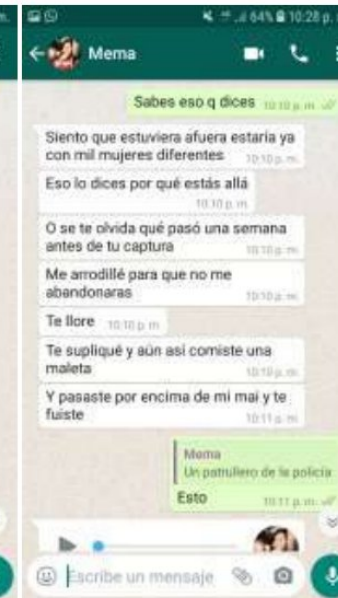 m.
64% 10:28 p.
Mema
Sabes eso q dices 10:10 p. m.
Siento que estuviera afuera estaria ya
con mil mujeres diferentes 10:10 p. m.
Eso lo dices por qué estás allá
10:10 p. m.
O se te olvida qué pasó una semana
antes de tu captura 10:10 p. m.
Me arrodillé para que no me
abandonaras 10:10 p. m.
Te llore 10:10 p. m.
Te supliqué y aún así comiste una
maleta 10:10 p. m.
Y pasaste por encima de mi mai y te
fuiste 10:11 p. m.
Mema
Un patrullero de la policía
Esto 10:11 p. m.
Escribe un mensaje